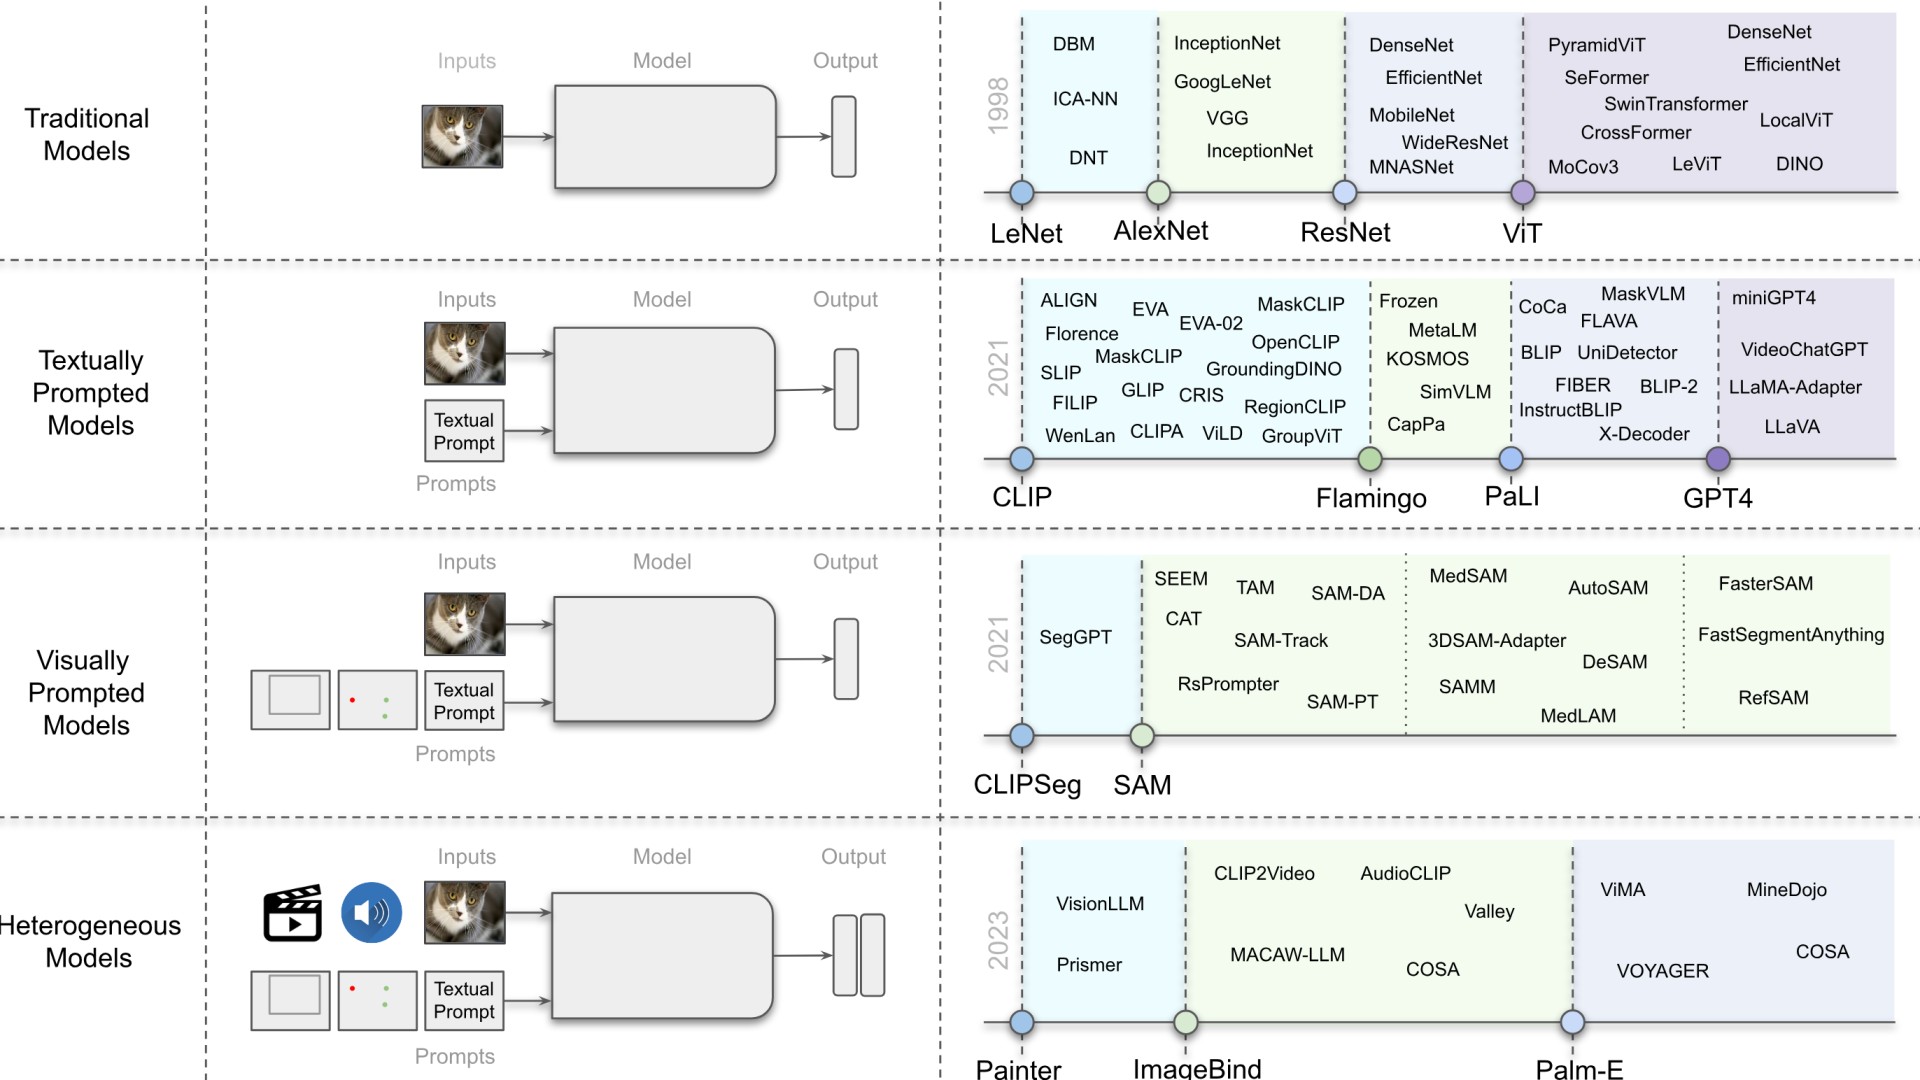 Traditional
Models
Inputs
Model
Output
1998
DBM
ICA-NN
DNT
InceptionNet
GoogLeNet
VGG
InceptionNet
DenseNet
EfficientNet
MobileNet
WideResNet
MNASNet
PyramidViT
DenseNet
SeFormer
EfficientNet
SwinTransformer
LocalViT
CrossFormer
MoCov3
LeViT
DINO
LeNet
AlexNet
ResNet
ViT
Textually
Prompted
Models
Inputs
Model
Output
Textual
Prompt
Prompts
2021
ALIGN
EVA
MaskCLIP
EVA-02
Florence
OpenCLIP
MaskCLIP
SLIP
GroundingDINO
GLIP
CRIS
FILIP
RegionCLIP
WenLan
CLIPA
ViLD
GroupViT
Frozen
MetaLM
KOSMOS
SimVLM
CapPa
CoCa
MaskVLM
FLAVA
BLIP
UniDetector
FIBER
BLIP-2
InstructBLIP
X-Decoder
miniGPT4
VideoChatGPT
LLaMA-Adapter
LLaVA
CLIP
Flamingo
PaLI
GPT4
Visually
Prompted
Models
Inputs
Model
Output
Textual
Prompt
Prompts
2021
SegGPT
SEEM
TAM
SAM-DA
CAT
SAM-Track
RsPrompter
SAM-PT
MedSAM
AutoSAM
3DSAM-Adapter
DeSAM
SAMM
MedLAM
FasterSAM
FastSegmentAnything
RefSAM
CLIPSeg
SAM
Heterogeneous
Models
Inputs
Model
Output
Textual
Prompt
Prompts
2023
VisionLLM
Prismer
CLIP2Video
AudioCLIP
Valley
MACAW-LLM
COSA
ViMA
MineDojo
COSA
VOYAGER
Painter
ImageBind
Palm-E